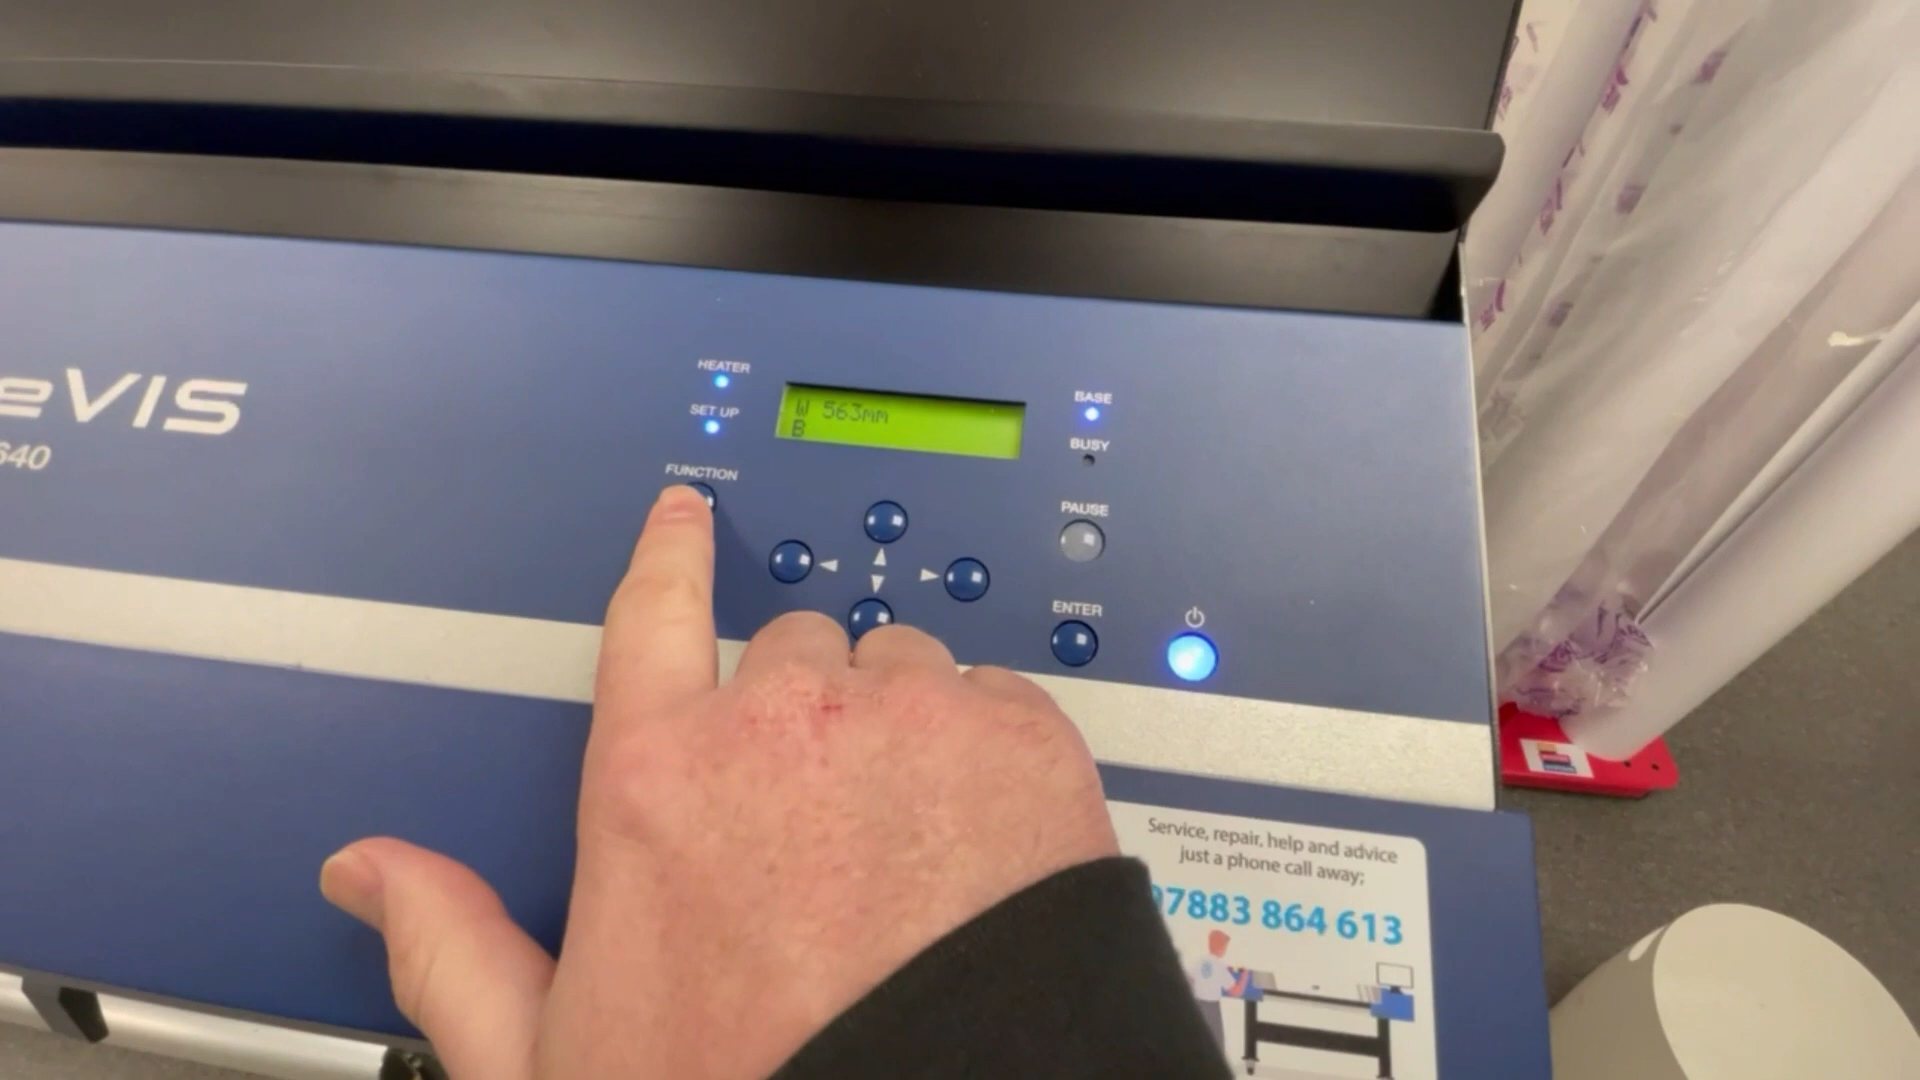 HEATER
SET UP
FUNCTION
W 563mm
B
BASE
BUSY
PAUSE
ENTER
eVIS
640
Service, repair, help and advice
just a phone call away;
07883 864 613